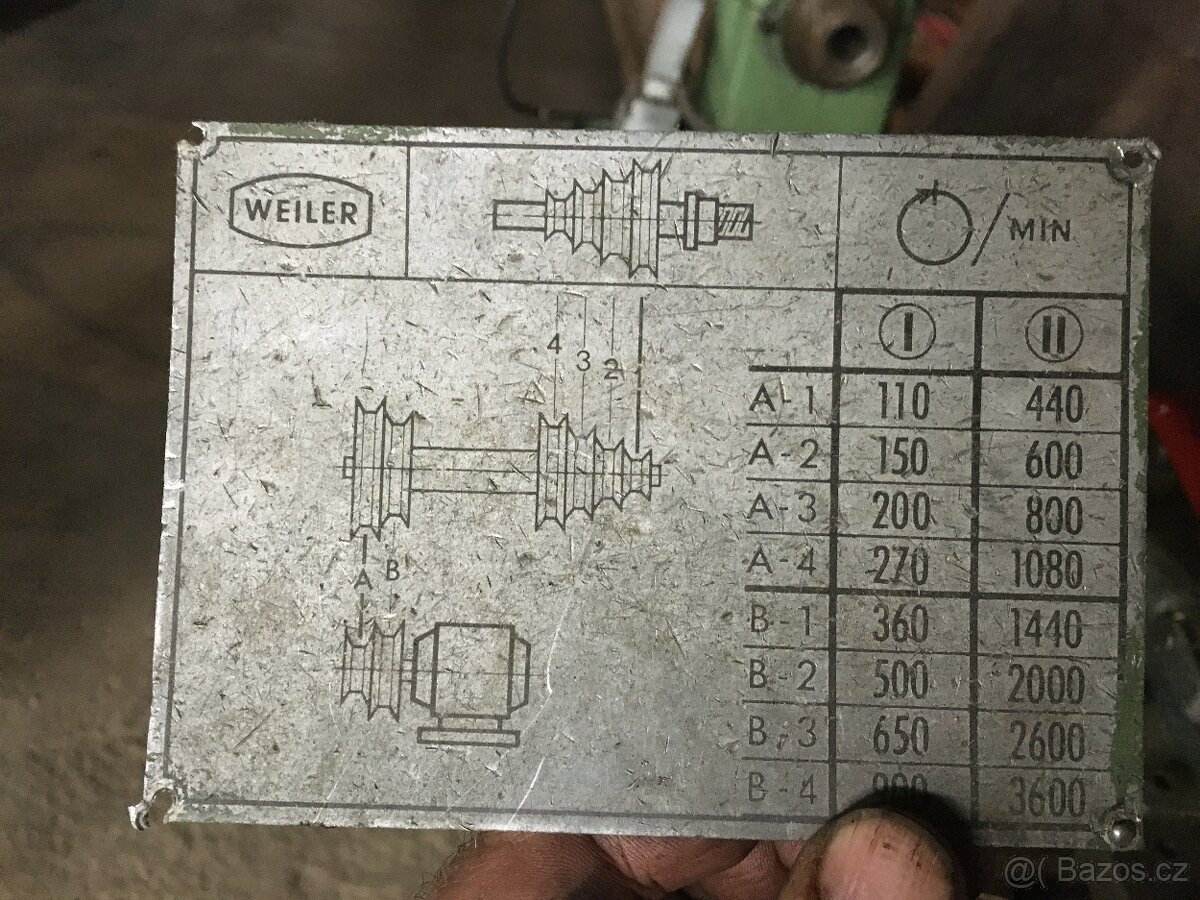 WEILER
/MIN
I II
4
3
2
A-1 110 440
A-2 150 600
A-3 200 800
A-4 270 1080
A B
B-1 360 1440
B-2 500 2000
B-3 650 2600
B-4 900 3600
@( Bazos.cz